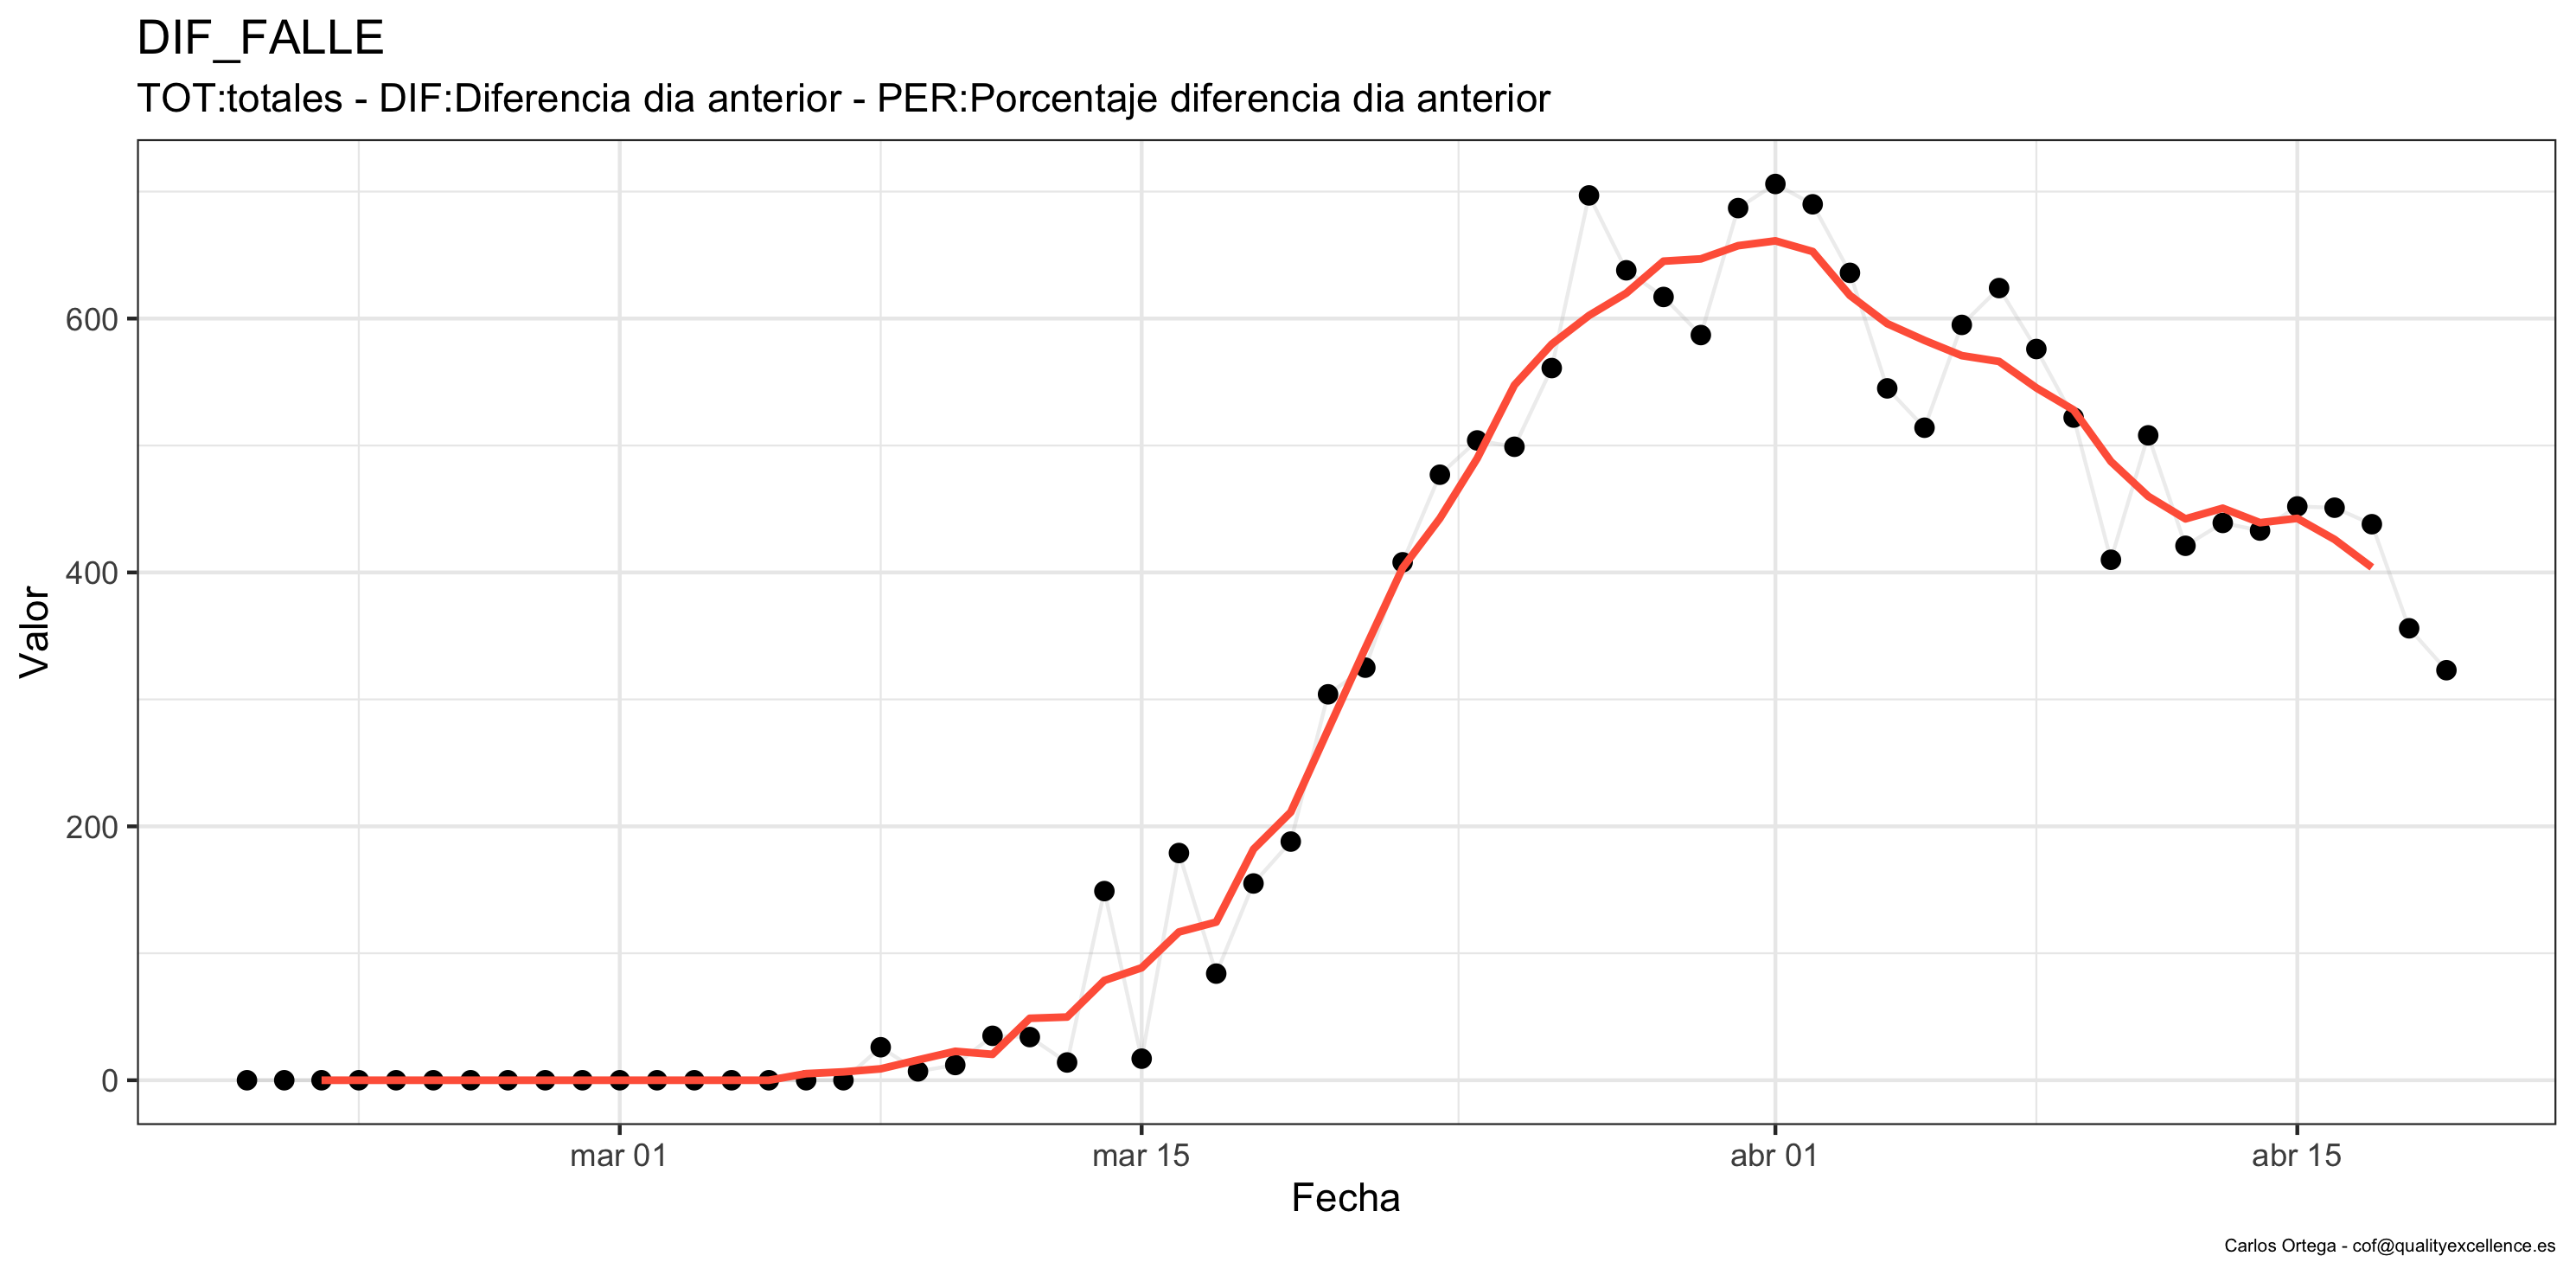 DIF_FALLE
TOT:totales - DIF:Diferencia dia anterior - PER:Porcentaje diferencia dia anterior
Valor
600
400
200
0
mar 01
mar 15
abr 01
abr 15
Fecha
Carlos Ortega - cof@qualityexcellence.es